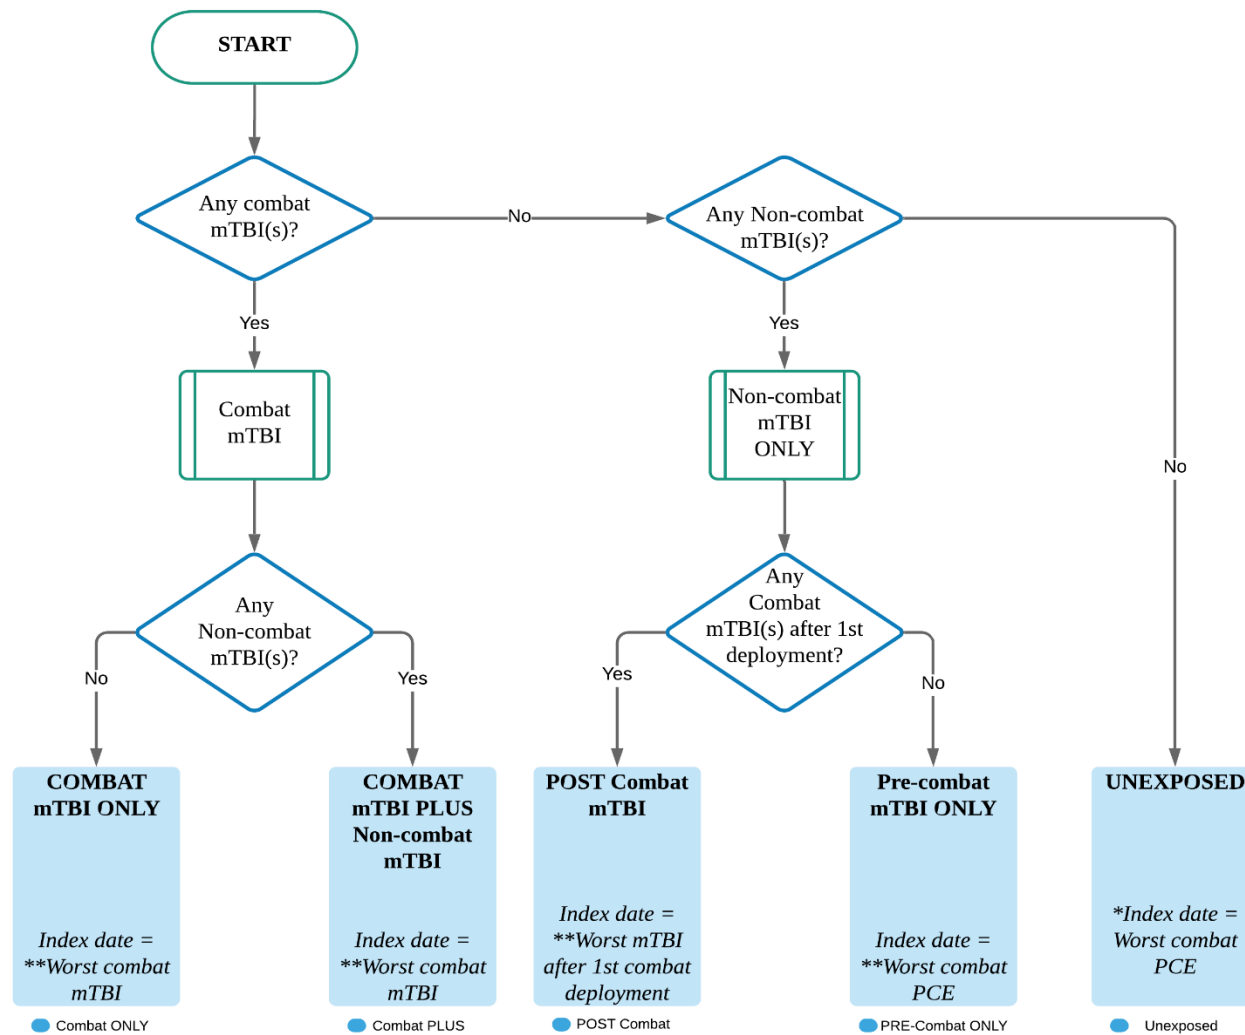 START
Any combat
mTBI(s)?
No
Any Non-combat
mTBI(s)?
Yes
Yes
No
Combat
mTBI
Non-combat
mTBI
ONLY
Any
Non-combat
mTBI(s)?
Any
Combat
mTBI(s) after 1st
deployment?
No
Yes
Yes
No
COMBAT
mTBI ONLY
Index date =
**Worst combat
mTBI
COMBAT
mTBI PLUS
Non-combat
mTBI
Index date =
**Worst combat
mTBI
POST Combat
mTBI
Index date =
**Worst mTBI
after 1st combat
deployment
Pre-combat
mTBI ONLY
Index date =
**Worst combat
PCE
UNEXPOSED
*Index date =
Worst combat
PCE
Combat ONLY
Combat PLUS
POST Combat
PRE-Combat ONLY
Unexposed